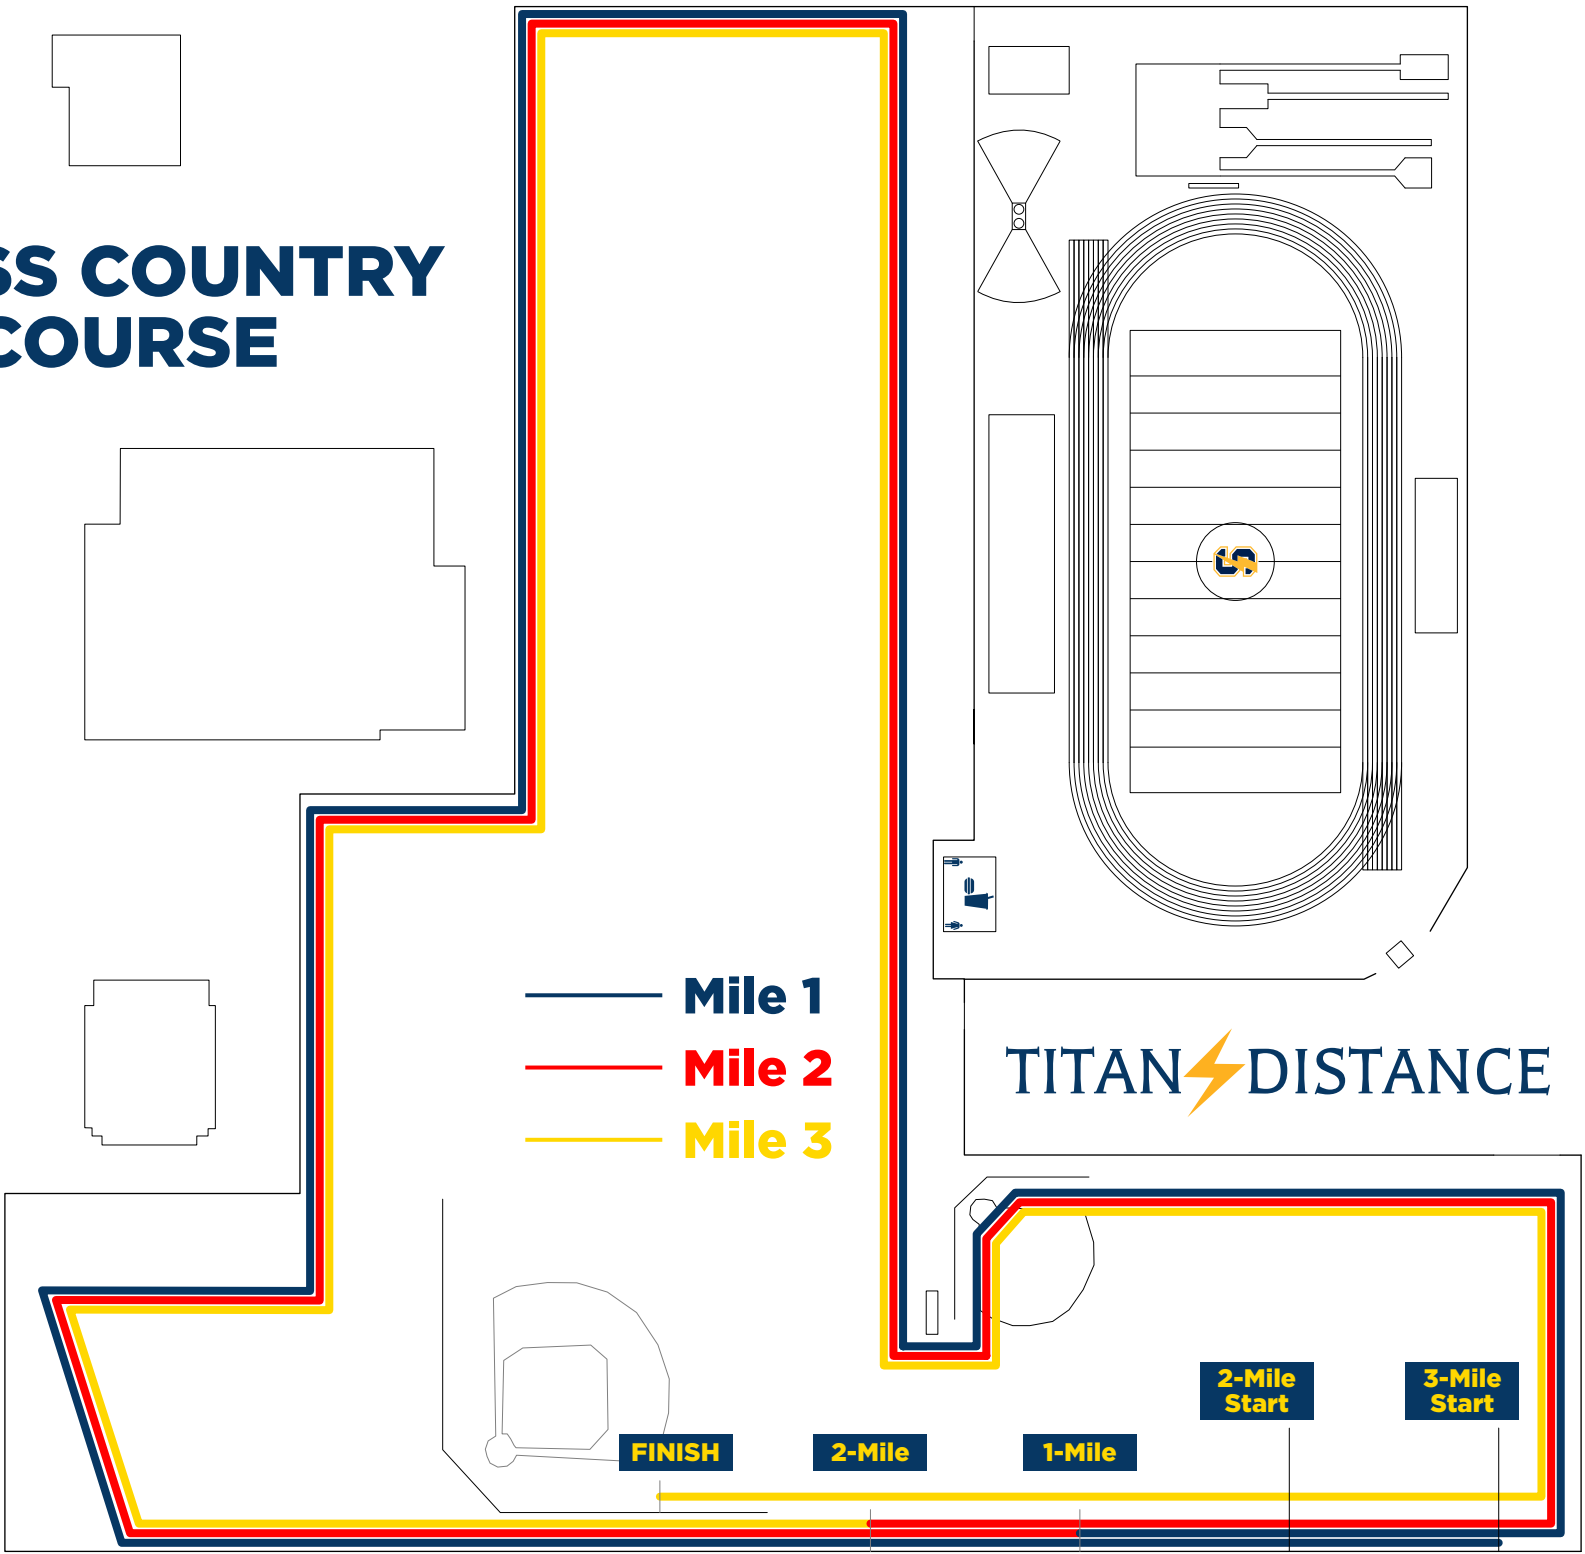 SS COUNTRY
COURSE
Mile 1
Mile 2
Mile 3
TITAN DISTANCE
2-Mile
Start
3-Mile
Start
FINISH
2-Mile
1-Mile